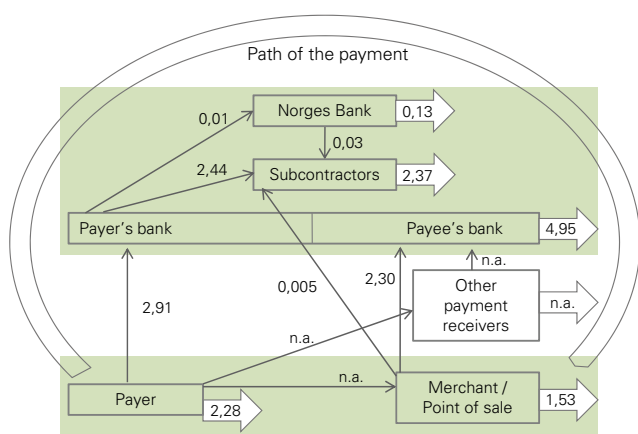 Path of the payment
Norges Bank
0,13
0,01
0,03
2,44
Subcontractors
2,37
Payer's bank
Payee's bank
4,95
n.a.
2,91
0,005
2,30
Other
payment
receivers
n.a.
n.a.
n.a.
Payer
2,28
Merchant /
Point of sale
1,53